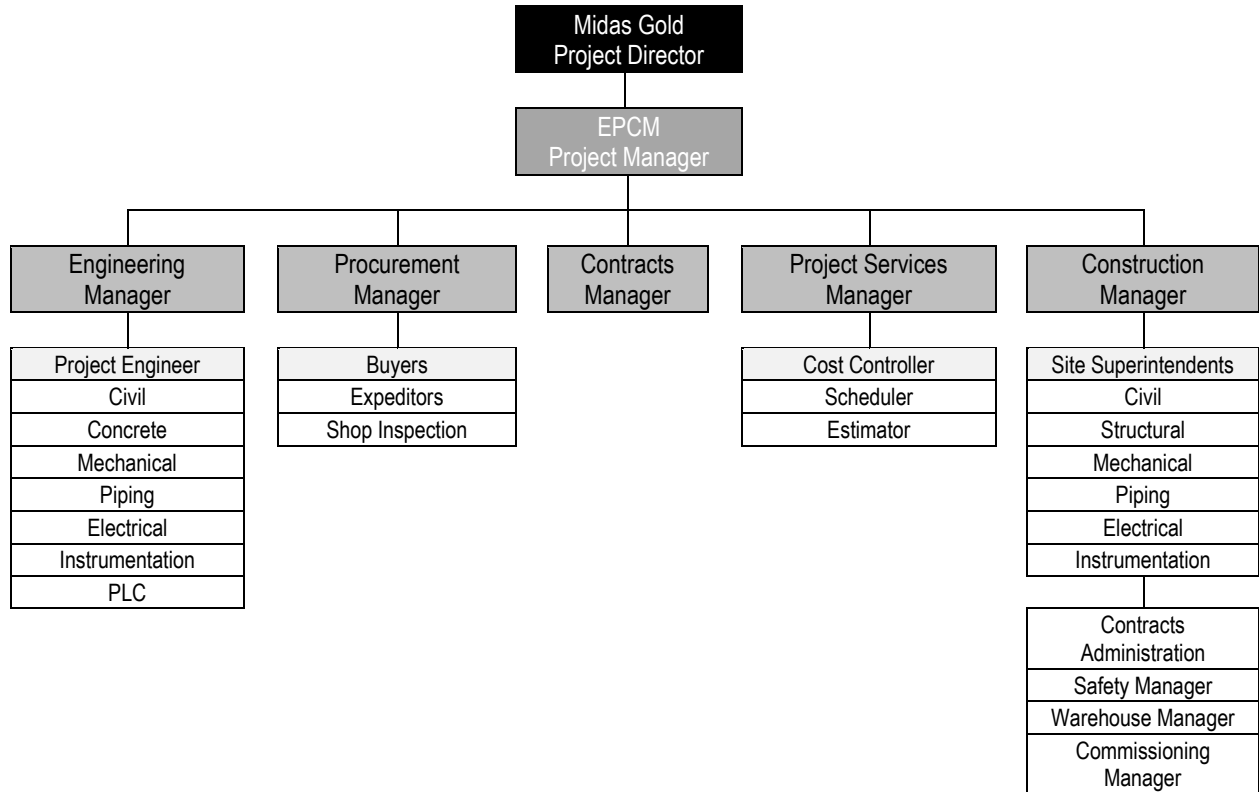 Midas Gold
Project Director
EPCM
Project Manager
Engineering
Manager
Procurement
Manager
Contracts
Manager
Project Services
Manager
Construction
Manager
Project Engineer
Civil
Concrete
Mechanical
Piping
Electrical
Instrumentation
PLC
Buyers
Expeditors
Shop Inspection
Cost Controller
Scheduler
Estimator
Site Superintendents
Civil
Structural
Mechanical
Piping
Electrical
Instrumentation
Contracts
Administration
Safety Manager
Warehouse Manager
Commissioning
Manager